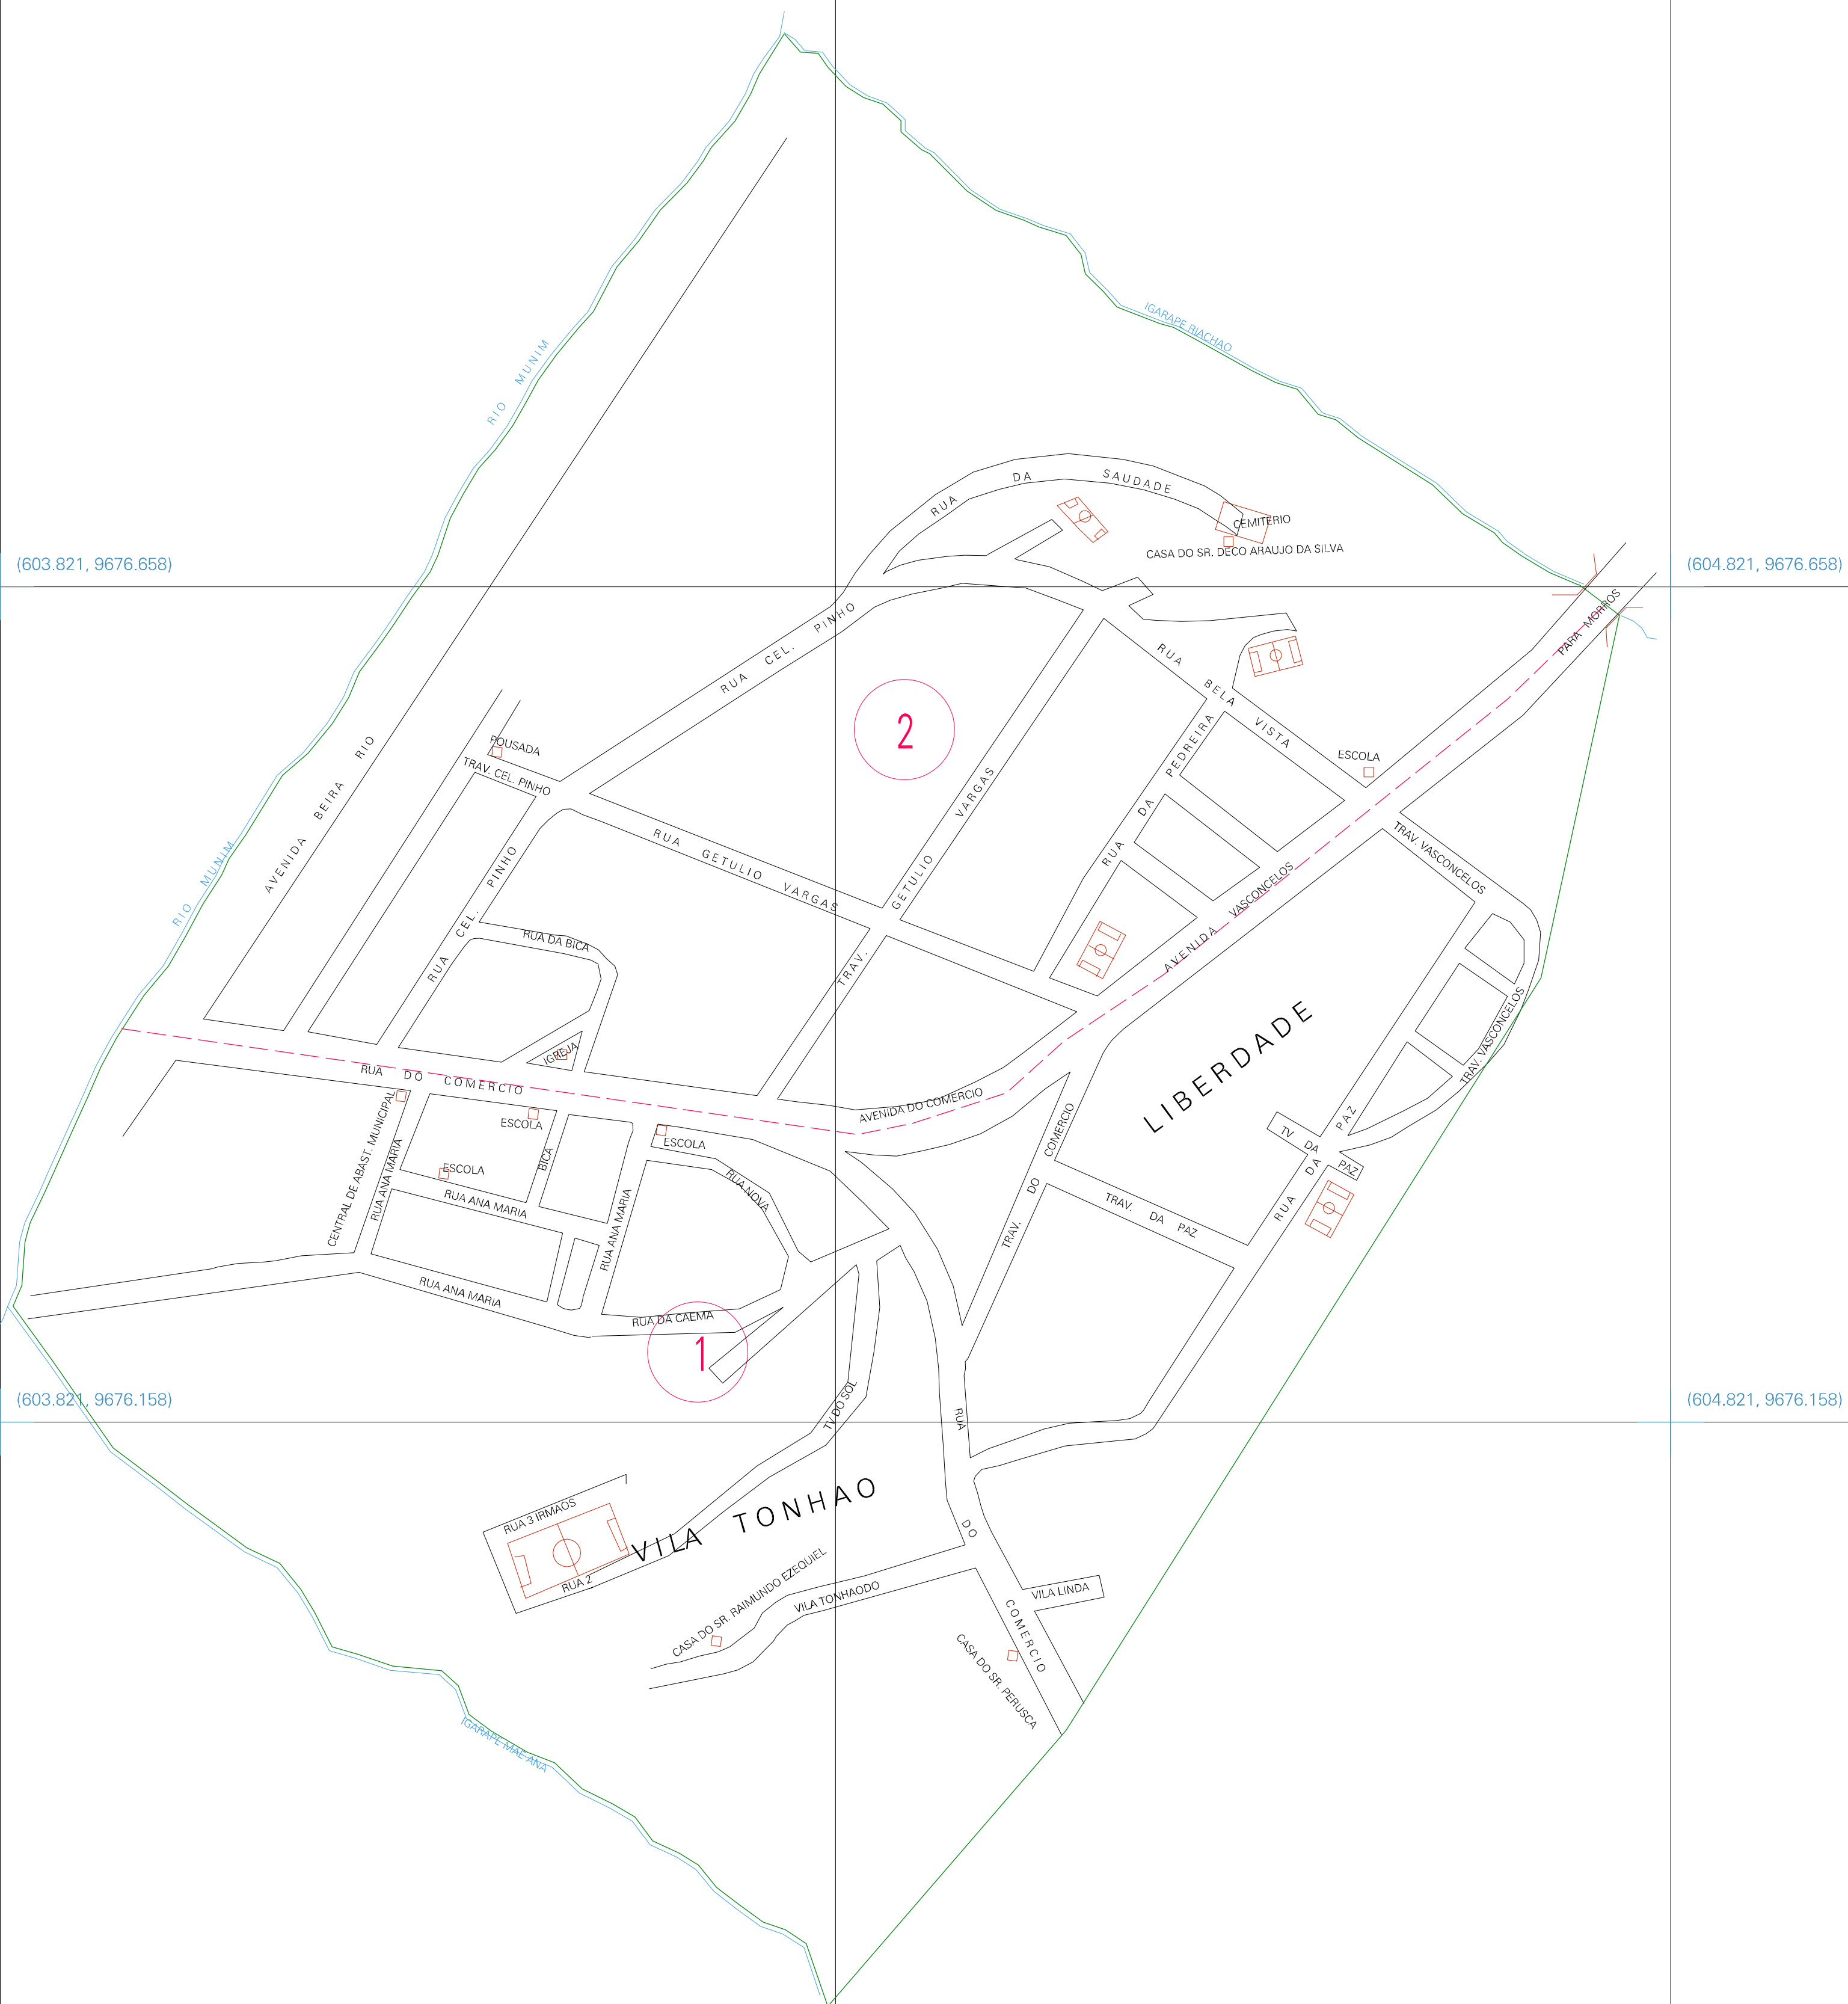 IGARAPE RIACHAO
RIO MUNIM
RUA DA SAUDADE
CEMITERIO
CASA DO SR. DECO ARAUJO DA SILVA
(603.821, 9676.658)
(604.821, 9676.658)
PARA MORROS
RUA CEL. PINHO
RUA BELA VISTA
2
POUSADA
TRAV. CEL. PINHO
AVENIDA BEIRA RIO
ESCOLA
RUA DA PEDREIRA
TRAV. GETULIO VARGAS
RUA GETULIO VARGAS
TRAV. VASCONCELOS
RIO MUNIM
RUA CEL. PINHO
RUA DA BICA
AVENIDA VASCONCELOS
LIBERDADE
TRAV. VASCONCELOS
IGREJA
RUA DO COMERCIO
AVENIDA DO COMERCIO
CENTRAL DE ABAST. MUNICIPAL
ESCOLA
ESCOLA
ESCOLA
BICA
RUA ANA MARIA
RUA ANA MARIA
RUA ANA MARIA
RUA ANA MARIA
RUA NOVA
TRAV. DO COMERCIO
TV DA PAZ
RUA DA PAZ
TRAV. DA PAZ
RUA DA CAEMA
1
(603.821, 9676.158)
(604.821, 9676.158)
TV DO SOL
RUA DO COMERCIO
VILA TONHAO
RUA 3 IRMAOS
RUA 2
CASA DO SR. RAIMUNDO EZEQUIEL
VILA TONHAODO
VILA LINDA
CASA DO SR. PERUSCA
IGARAPE MAE ANA